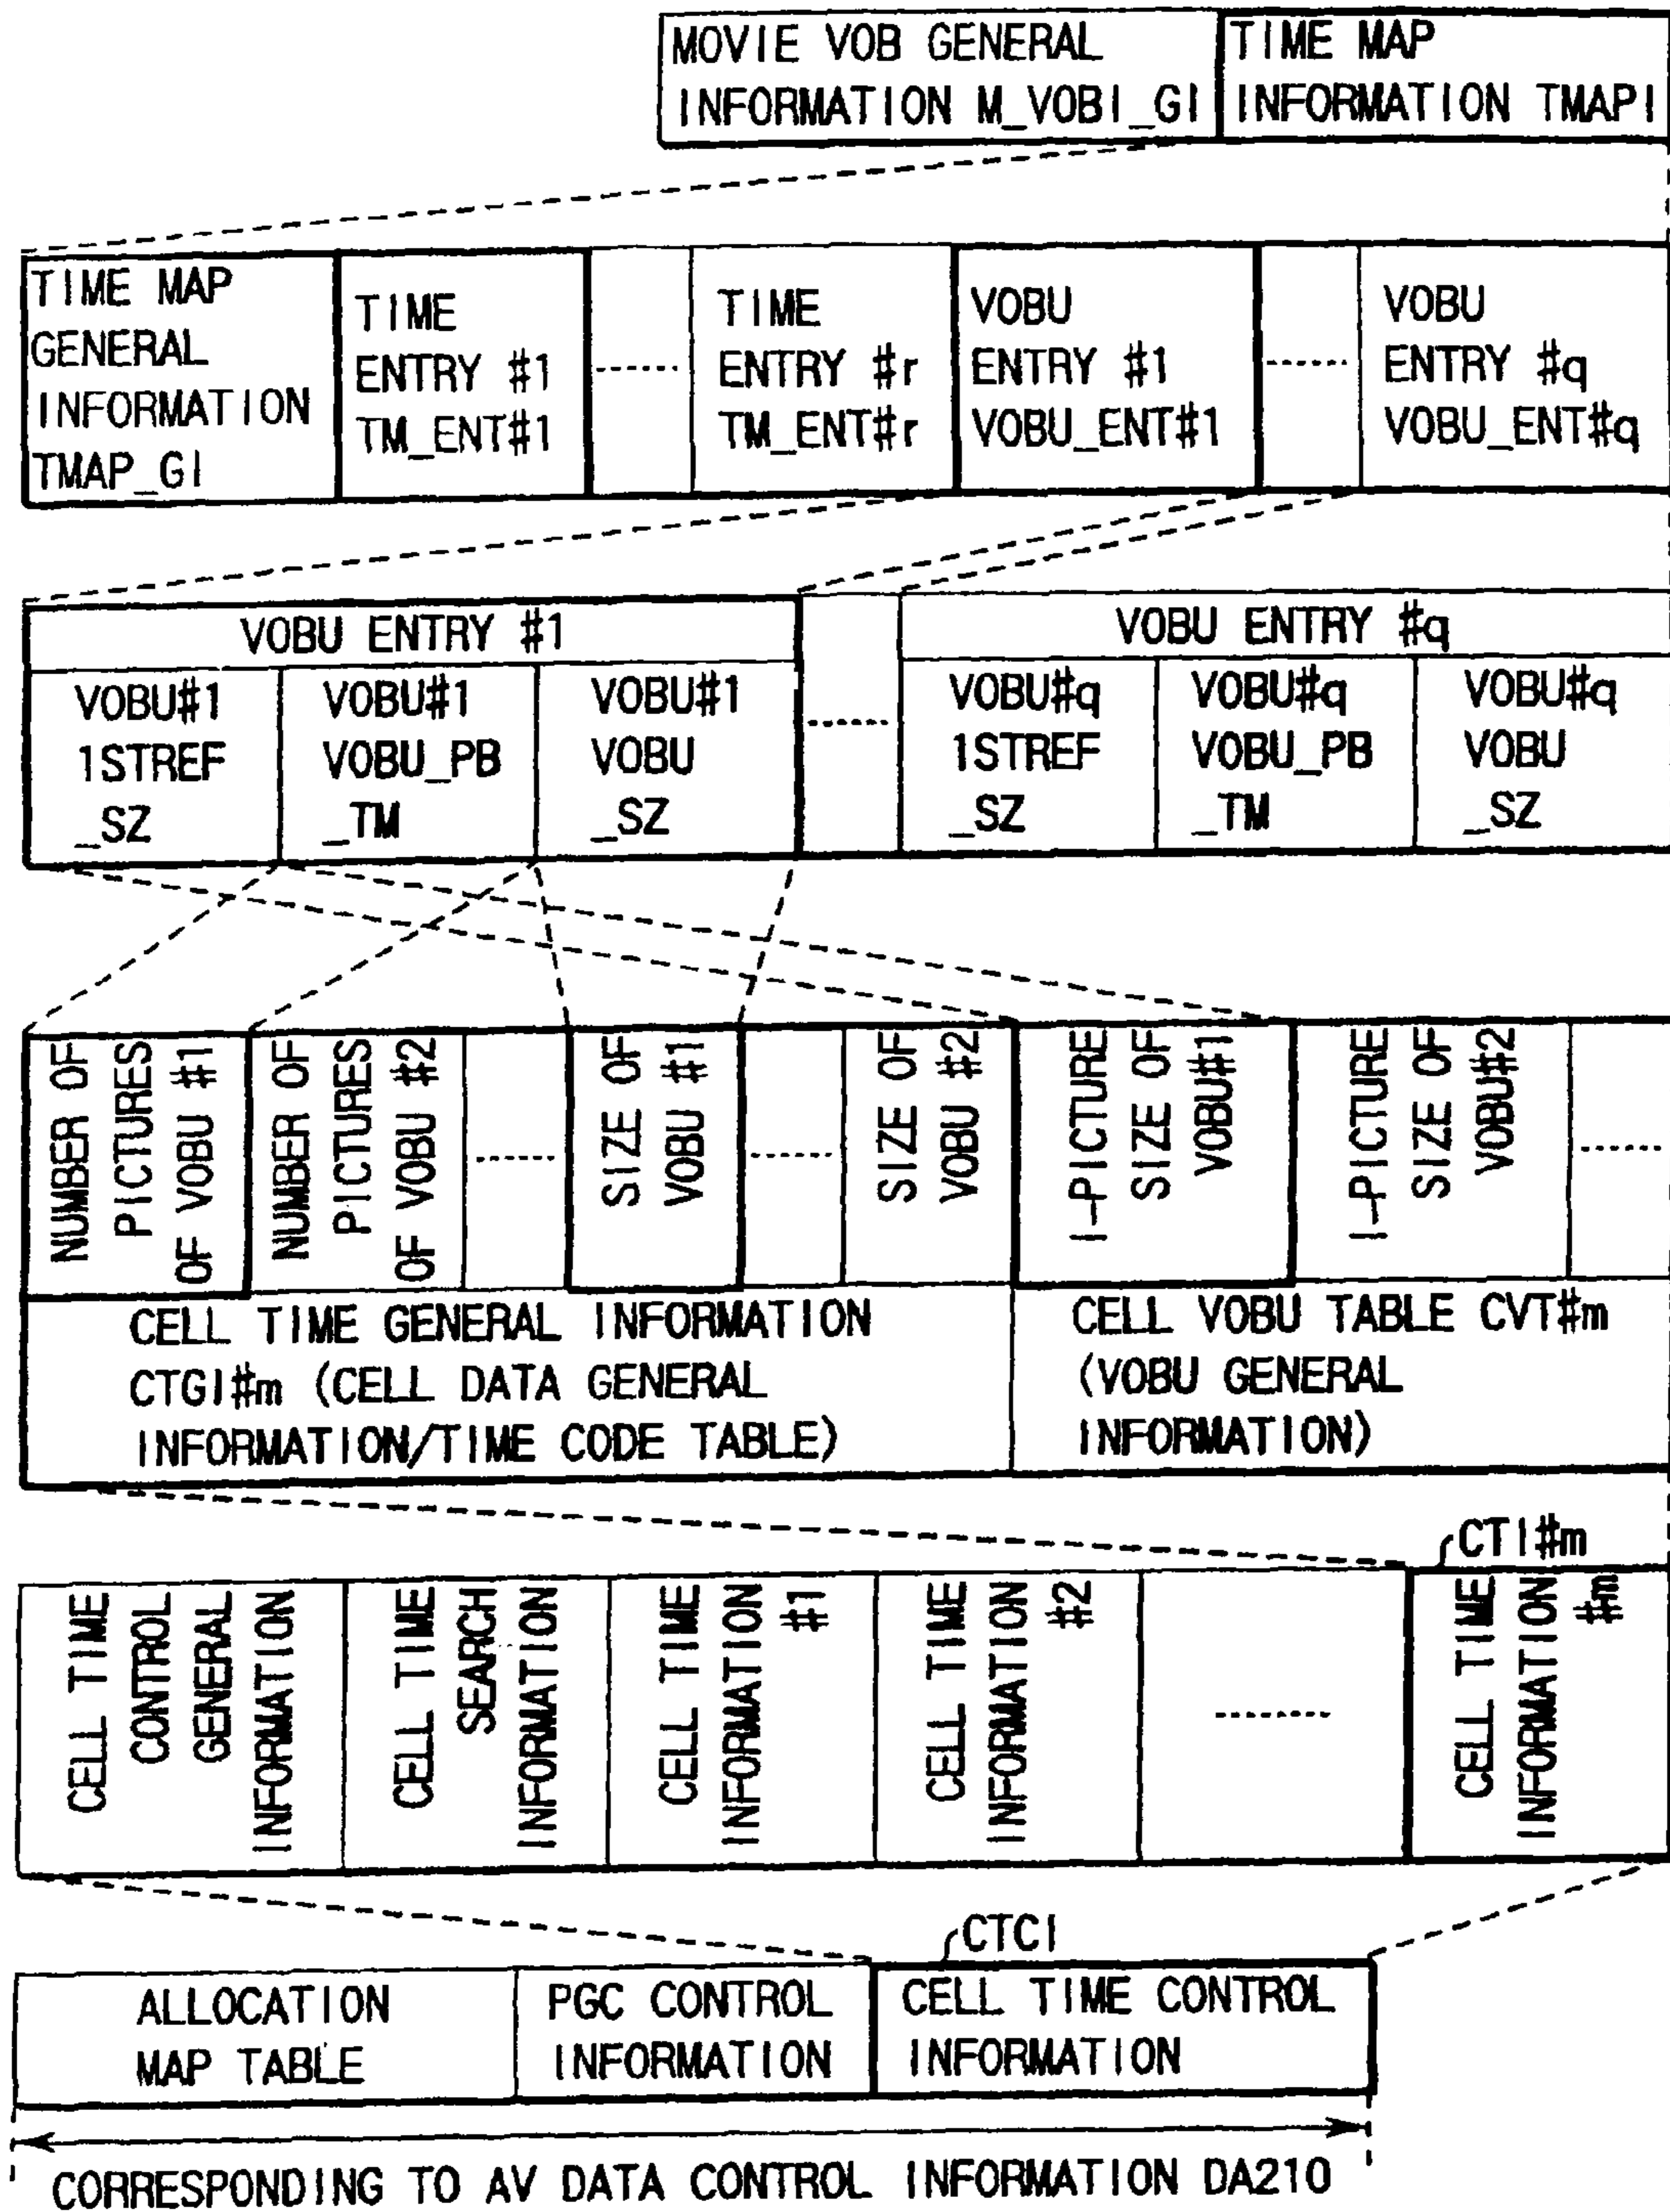 MOVIE VOB GENERAL
INFORMATION M_VOBI_GI
TIME MAP
INFORMATION TMAPI
TIME MAP
GENERAL
INFORMATION
TMAP_GI
TIME
ENTRY #1
TM_ENT#1
........
TIME
ENTRY #r
TM_ENT#r
VOBU
ENTRY #1
VOBU_ENT#1
........
VOBU
ENTRY #q
VOBU_ENT#q
VOBU ENTRY #1
VOBU#1
1STREF
_SZ
VOBU#1
VOBU_PB
_TM
VOBU#1
VOBU
_SZ
........
VOBU ENTRY #q
VOBU#q
1STREF
_SZ
VOBU#q
VOBU_PB
_TM
VOBU#q
VOBU
_SZ
NUMBER OF
PICTURES
OF VOBU #1
NUMBER OF
PICTURES
OF VOBU #2
........
SIZE OF
VOBU #1
........
SIZE OF
VOBU #2
I-PICTURE
SIZE OF
VOBU#1
I-PICTURE
SIZE OF
VOBU#2
........
CELL TIME GENERAL INFORMATION
CTGI#m (CELL DATA GENERAL
INFORMATION/TIME CODE TABLE)
CELL VOBU TABLE CVT#m
(VOBU GENERAL
INFORMATION)
CTI#m
CELL TIME
CONTROL
GENERAL
INFORMATION
CELL TIME
SEARCH
INFORMATION
CELL TIME
INFORMATION
#1
CELL TIME
INFORMATION
#2
........
CELL TIME
INFORMATION
#m
CTCI
ALLOCATION
MAP TABLE
PGC CONTROL
INFORMATION
CELL TIME CONTROL
INFORMATION
CORRESPONDING TO AV DATA CONTROL INFORMATION DA210